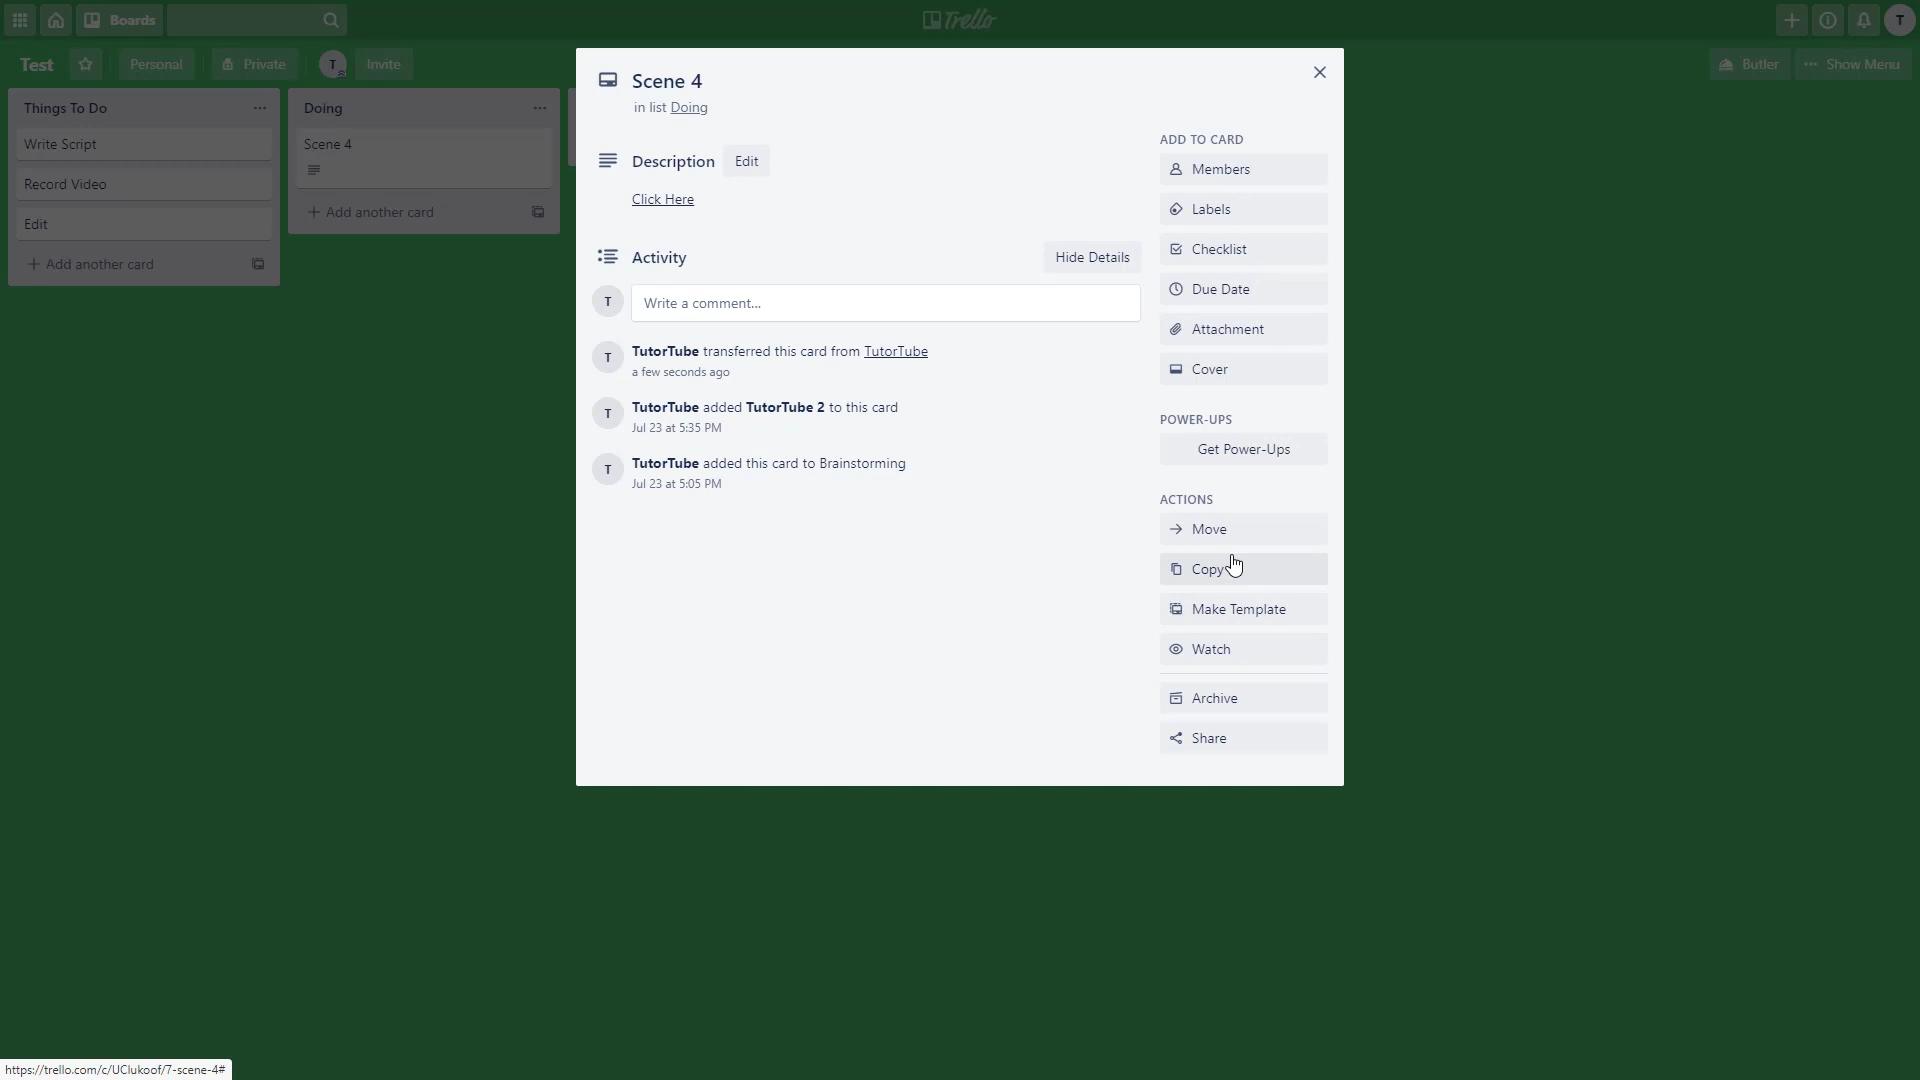 Boards
Trello
T
Test
Personal
Private
T
Invite
Butler
Show Menu
Things To Do
Write Script
Record Video
Edit
+ Add another card
Doing
Scene 4
+ Add another card
Scene 4
in list Doing
Description
Edit
Click Here
Activity
Hide Details
T
Write a comment...
T
TutorTube transferred this card from TutorTube
a few seconds ago
T
TutorTube added TutorTube 2 to this card
Jul 23 at 5:35 PM
T
TutorTube added this card to Brainstorming
Jul 23 at 5:05 PM
ADD TO CARD
Members
Labels
Checklist
Due Date
Attachment
Cover
POWER-UPS
Get Power-Ups
ACTIONS
Move
Copy
Make Template
Watch
Archive
Share
https://trello.com/c/UClukoof/7-scene-4#